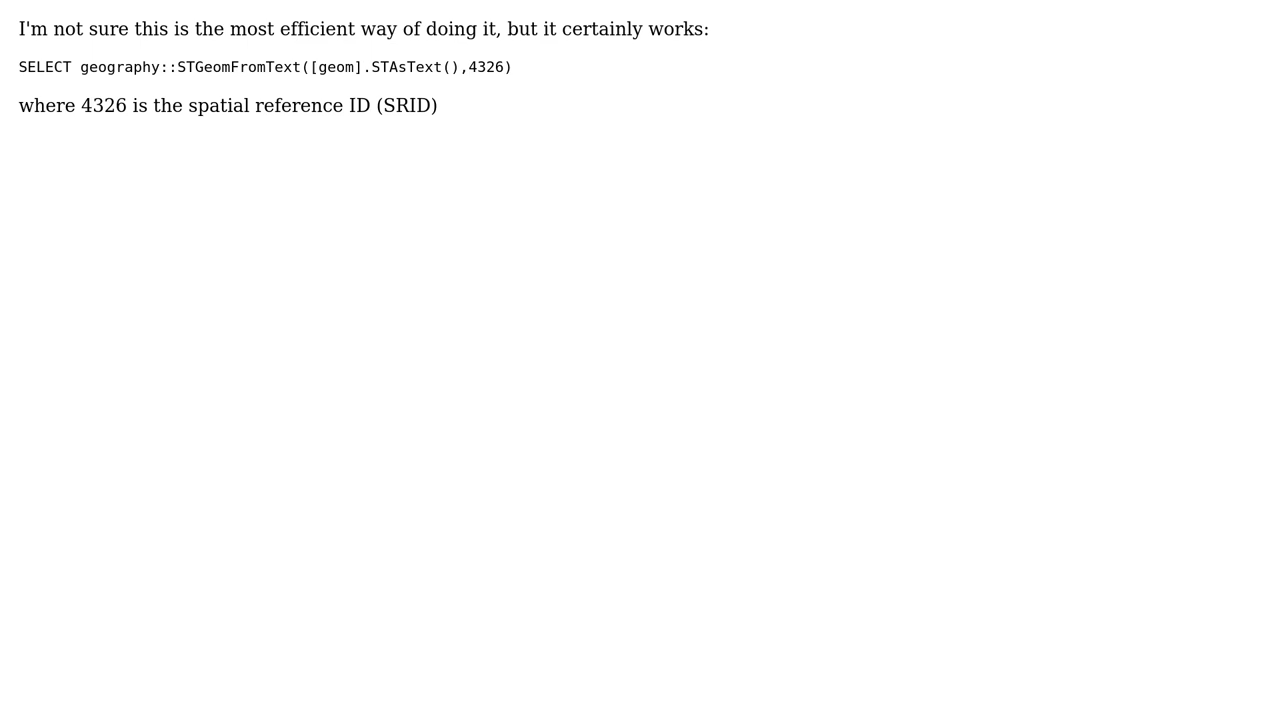 I'm not sure this is the most efficient way of doing it, but it certainly works:
SELECT geography::STGeomFromText([geom].STAsText(),4326)
where 4326 is the spatial reference ID (SRID)